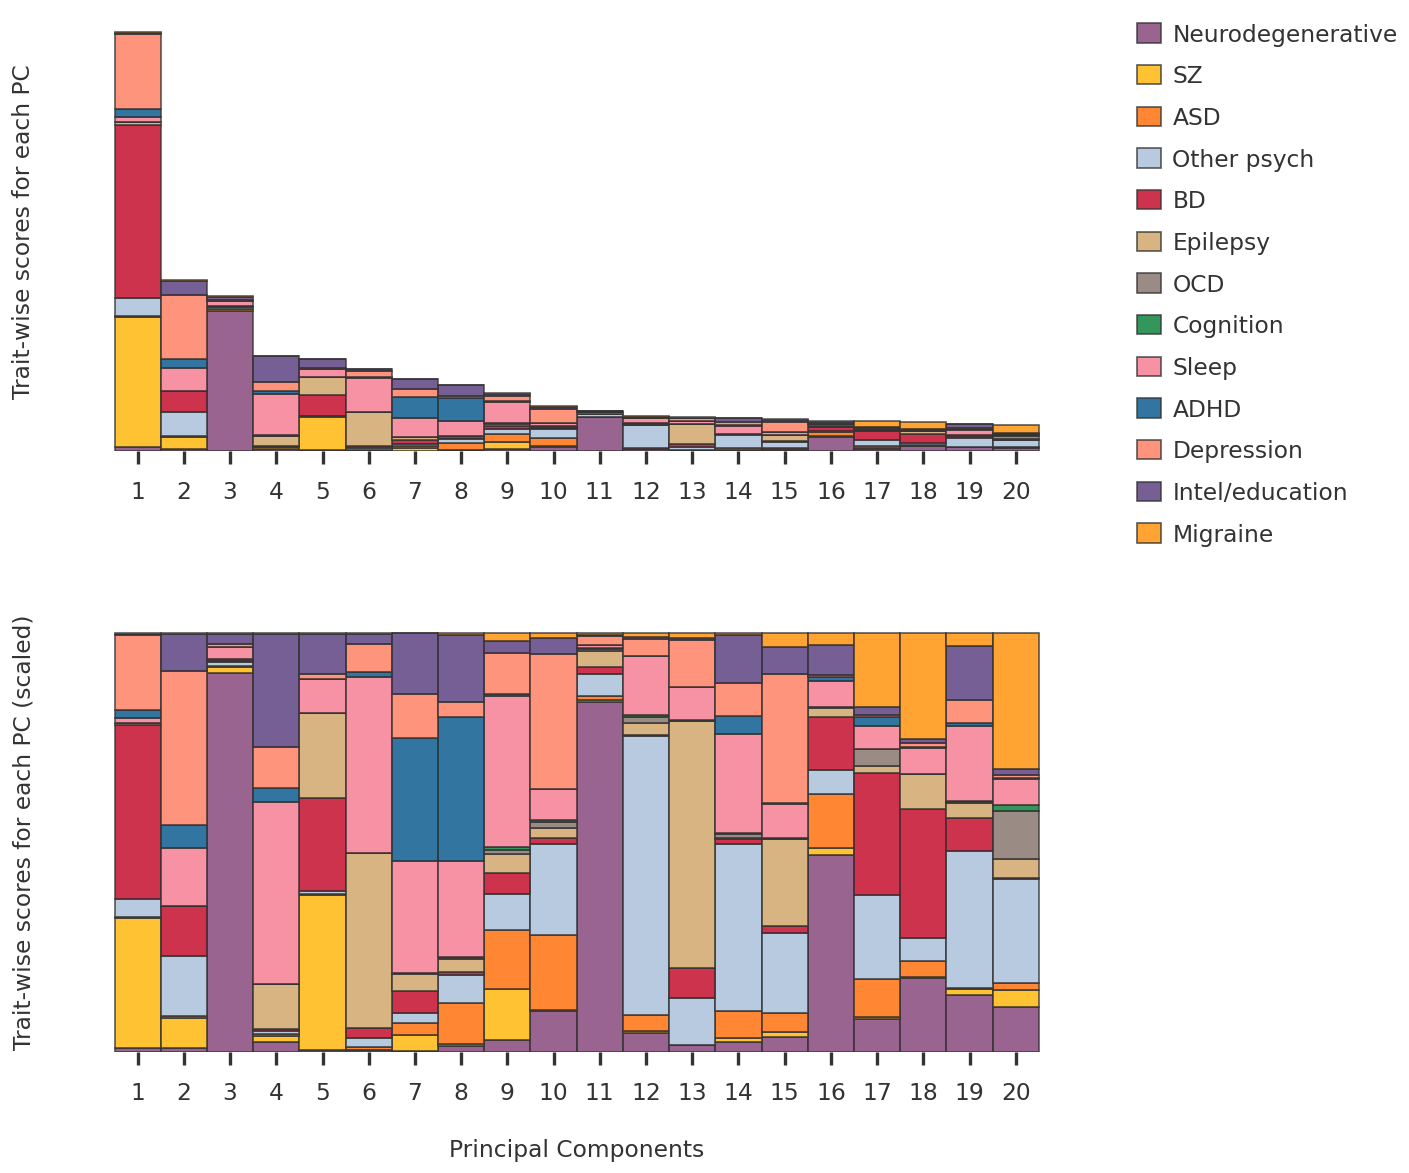 Trait-wise scores for each PC
1 2 3 4 5 6 7 8 9 10 11 12 13 14 15 16 17 18 19 20
Neurodegenerative
SZ
ASD
Other psych
BD
Epilepsy
OCD
Cognition
Sleep
ADHD
Depression
Intel/education
Migraine
Trait-wise scores for each PC (scaled)
1 2 3 4 5 6 7 8 9 10 11 12 13 14 15 16 17 18 19 20
Principal Components